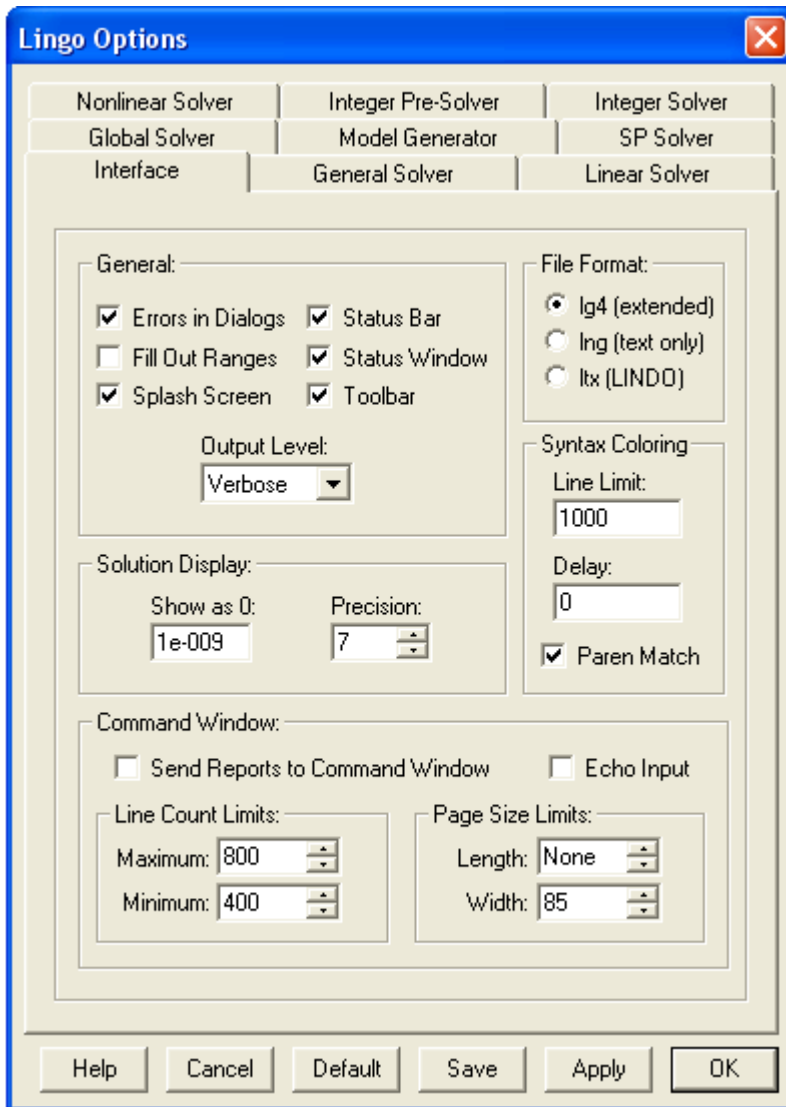 Lingo Options
Nonlinear Solver Integer Pre-Solver Integer Solver
Global Solver Model Generator SP Solver
Interface General Solver Linear Solver
General:
Errors in Dialogs Status Bar
Fill Out Ranges Status Window
Splash Screen Toolbar
Output Level:
Verbose
File Format:
lg4 (extended)
lng (text only)
ltx (LINDO)
Syntax Coloring
Line Limit:
1000
Delay:
0
Paren Match
Solution Display:
Show as 0: Precision:
1e-009 7
Command Window:
Send Reports to Command Window Echo Input
Line Count Limits:
Maximum: 800
Minimum: 400
Page Size Limits:
Length: None
Width: 85
Help Cancel Default Save Apply OK